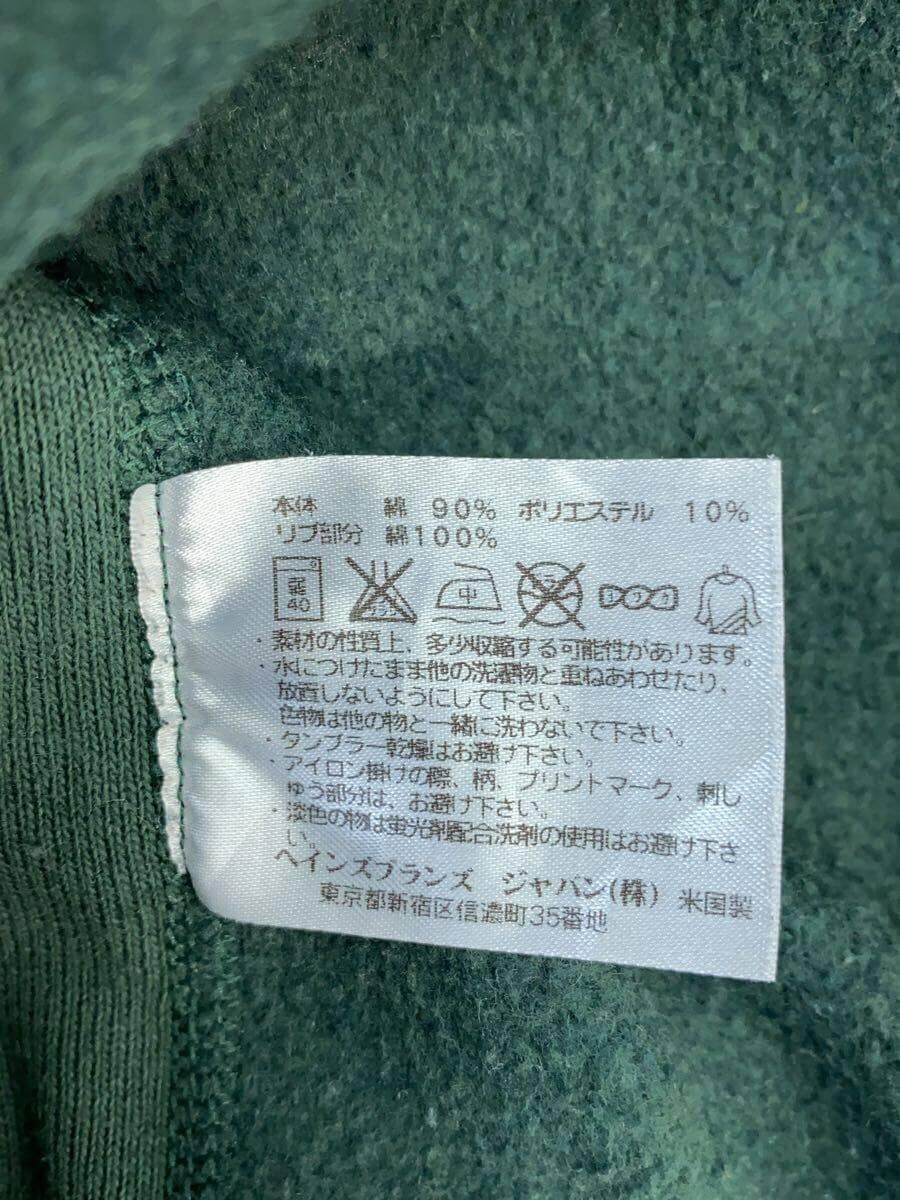 本体 綿 90% ポリエステル 10%
リブ部分 綿100%
弱 40 中
・素材の性質上、多少収縮する可能性があります。
・水につけたまま他の洗濯物と重ねあわせたり、
放置しないようにして下さい。
色物は他の物と一緒に洗わないで下さい。
・タンブラー乾燥はお避け下さい。
・アイロン掛けの際、柄、プリントマーク、刺し
ゅう部分は、お避け下さい。
・淡色の物は蛍光剤配合洗剤の使用はお避け下さ
い。
ヘインズブランズ ジャパン(株) 米国製
東京都新宿区信濃町35番地